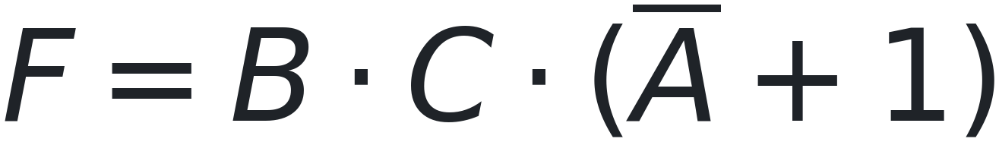 F = B · C · (A̅ + 1)